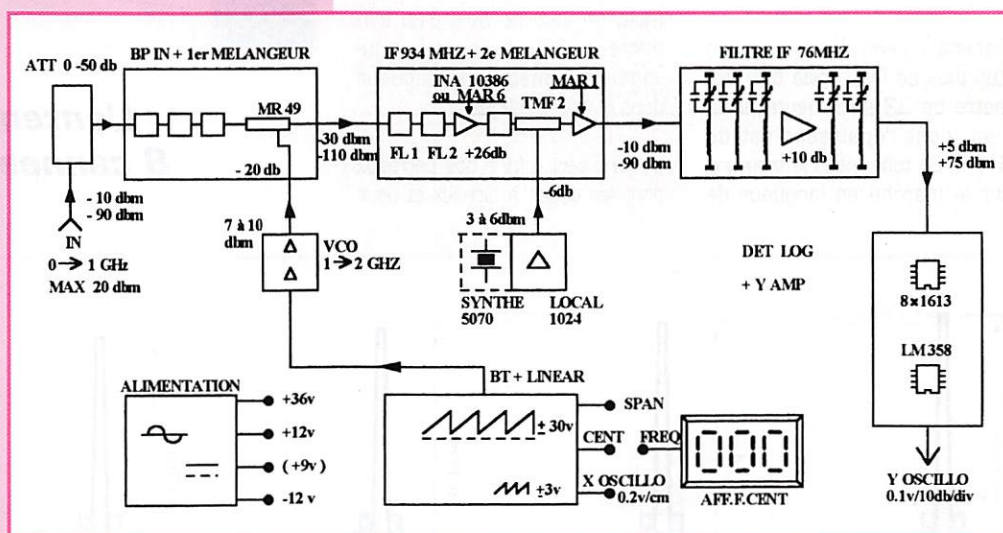 BP IN + 1er MELANGEUR
IF 934 MHZ + 2e MELANGEUR
FILTRE IF 76MHZ
ATT 0 -50 db
MR 49
- 20 db
-30 dbm
-110 dbm
INA 10386
ou MAR 6
MAR 1
TMF 2
FL 1
FL 2
+26db
-6db
-10 dbm
-90 dbm
+10 db
+5 dbm
+75 dbm
- 10 dbm
- 90 dbm
IN
0 → 1 GHz
MAX 20 dbm
7 à 10
dbm
VCO
1 → 2 GHZ
3 à 6dbm
SYNTHE
5070
LOCAL
1024
DET LOG
+ Y AMP
8×1613
LM 358
Y OSCILLO
0.1v/10db/div
ALIMENTATION
+36v
+12v
( +9v )
-12 v
BT + LINEAR
± 30v
±3v
SPAN
CENT
FREQ
X OSCILLO
0.2v/cm
000
AFF.F.CENT